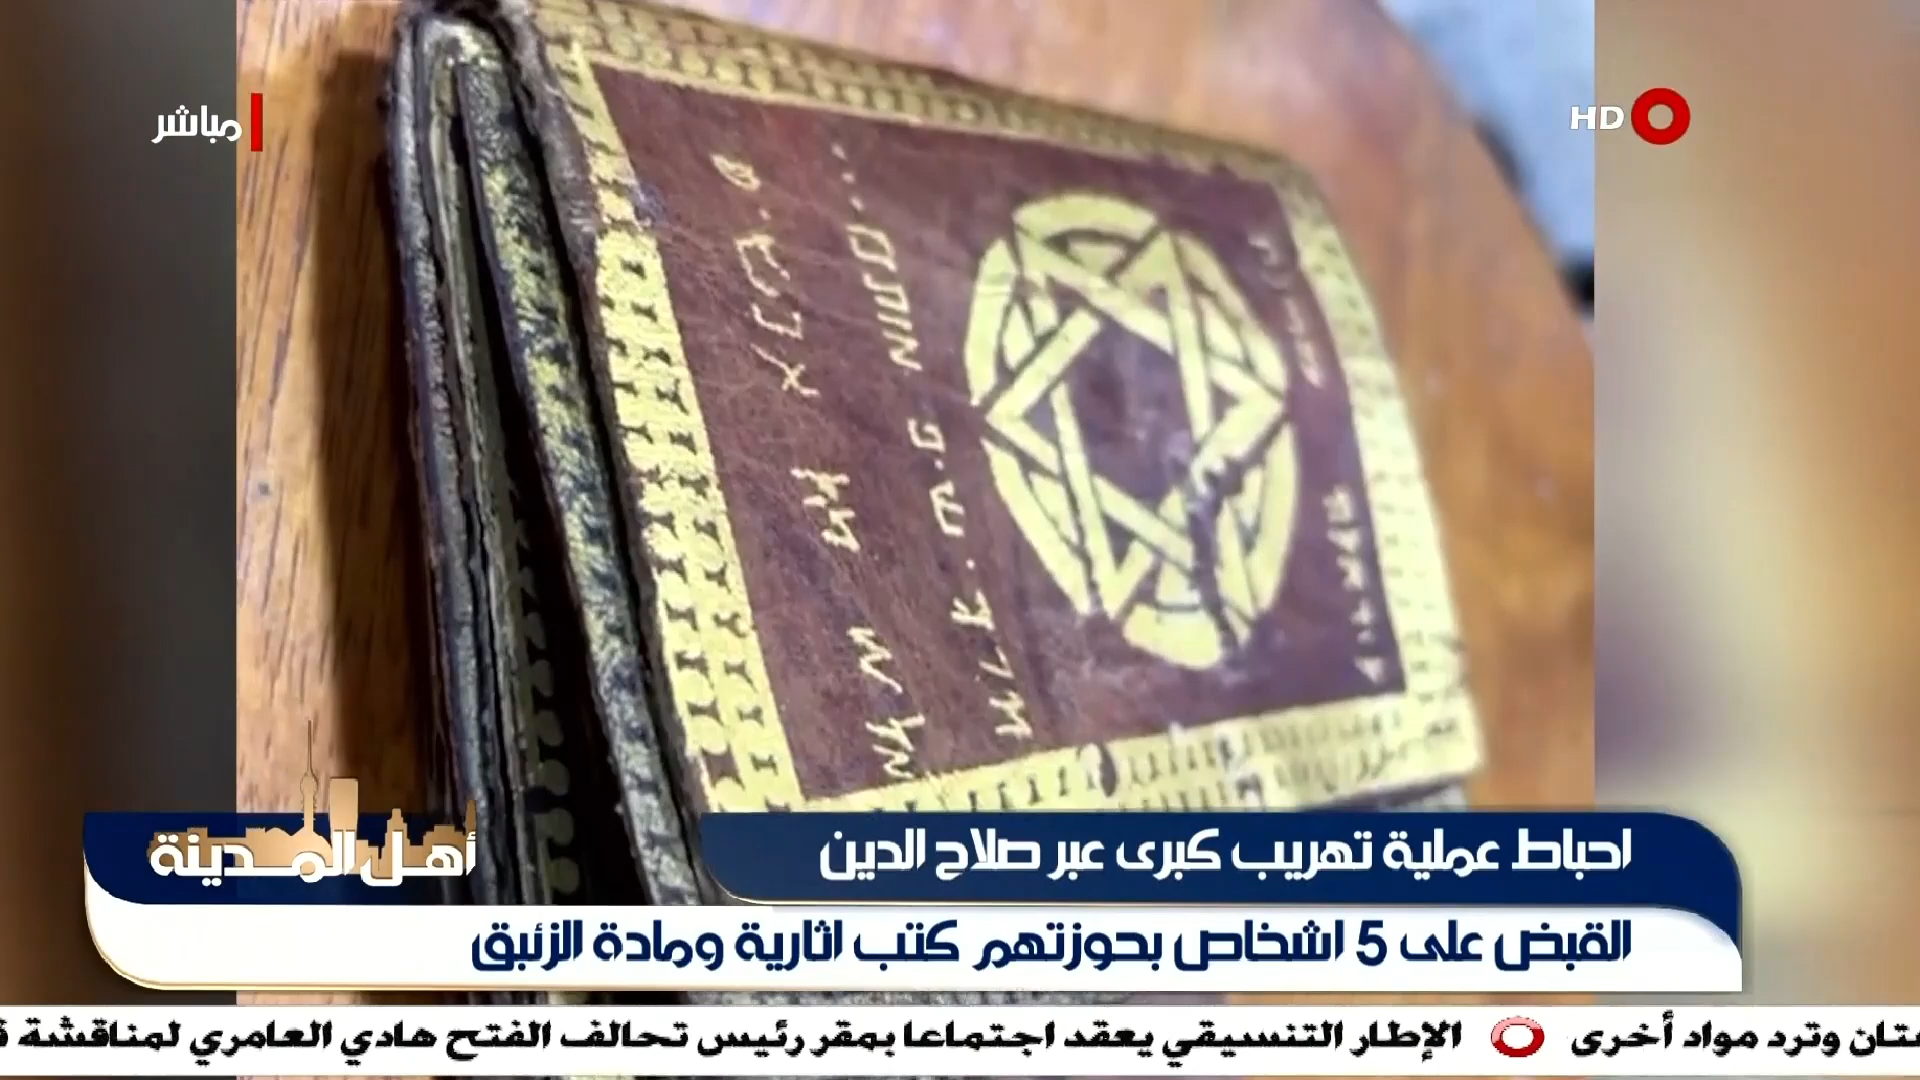 مباشر
HD
احباط عملية تهريب كبرى عبر صلاح الدين
أهل المدينة
القبض على 5 اشخاص بحوزتهم كتب اثارية ومادة الزئبق
وترد مواد أخرى
الإطار التنسيقي يعقد اجتماعا بمقر رئيس تحالف الفتح هادي العامري لمناقشة